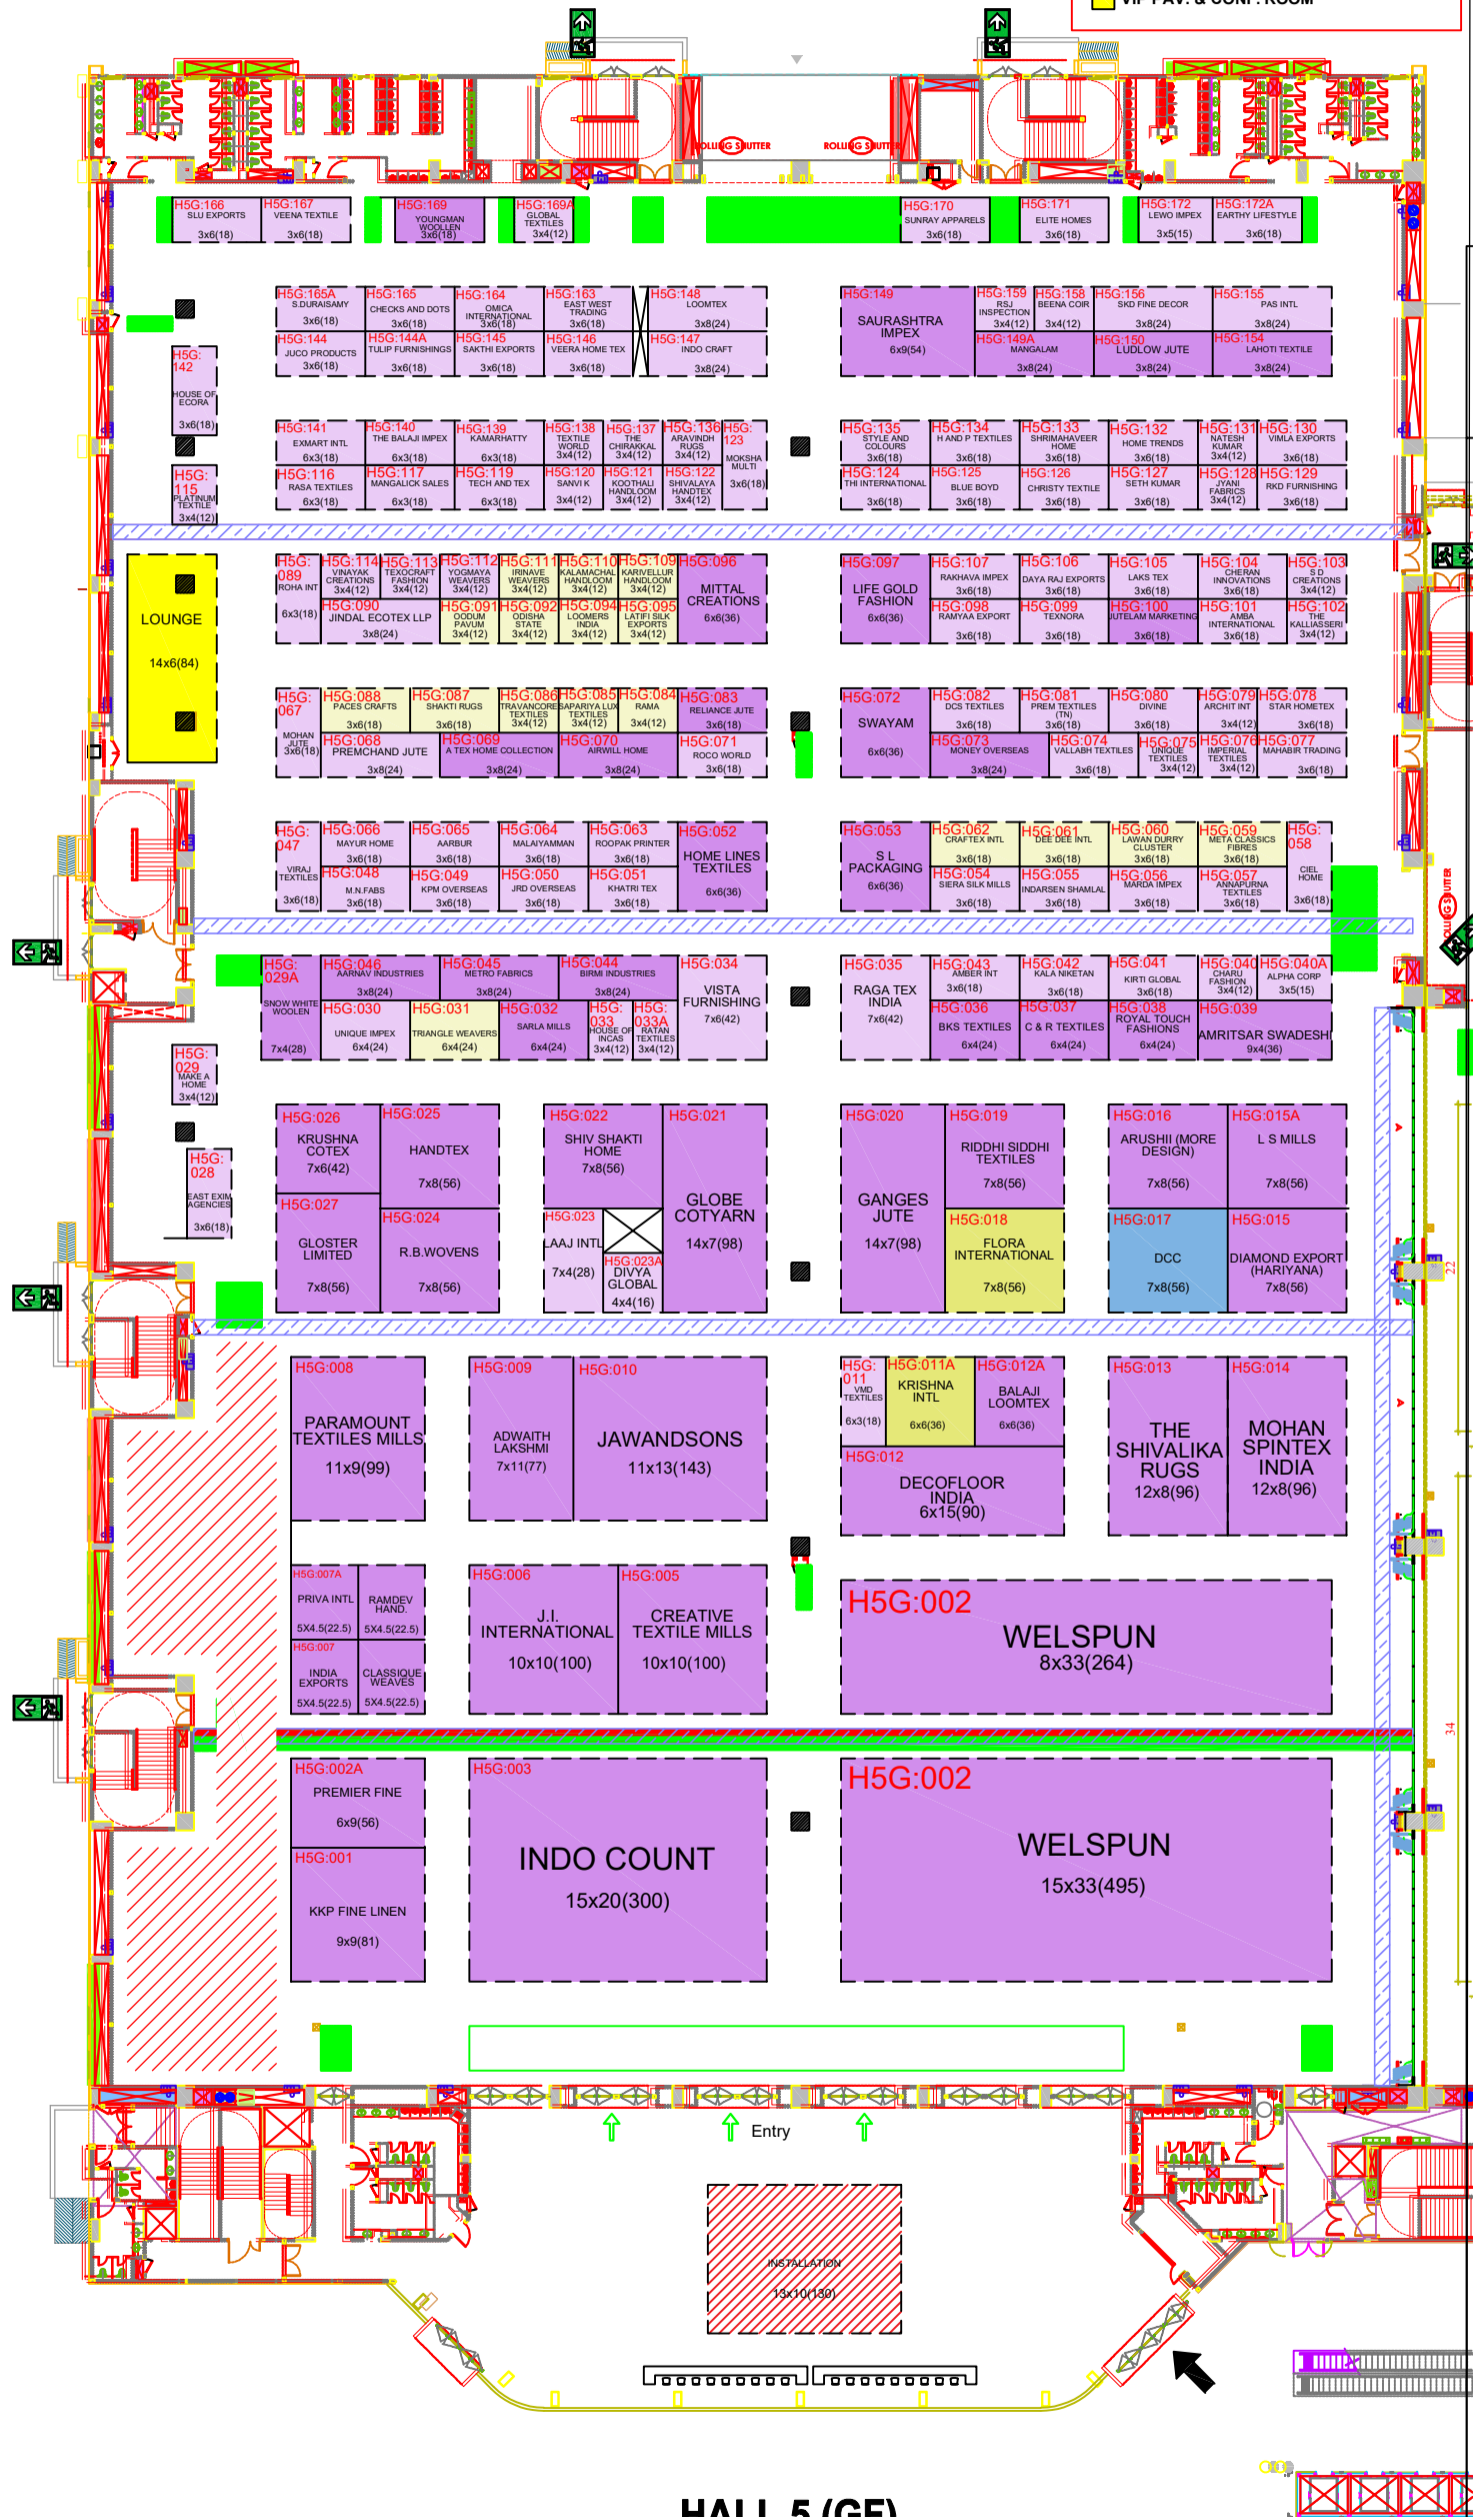 VIP PAV. & CONF. ROOM
ROLLING SHUTTER
ROLLING SHUTTER
H5G:166
SLU EXPORTS
3x6(18)
H5G:167
VEENA TEXTILE
3x6(18)
H5G:169
YOUNGMAN
WOOLLEN
3x6(18)
H5G:169A
GLOBAL
TEXTILES
3x4(12)
H5G:170
SUNRAY APPARELS
3x6(18)
H5G:171
ELITE HOMES
3x6(18)
H5G:172
LEWO IMPEX
3x5(15)
H5G:172A
EARTHY LIFESTYLE
3x6(18)
H5G:165A
S.DURAISAMY
3x6(18)
H5G:165
CHECKS AND DOTS
3x6(18)
H5G:164
OMICA
INTERNATIONAL
3x6(18)
H5G:163
EAST WEST
TRADING
3x6(18)
H5G:148
LOOMTEX
3x8(24)
H5G:149
SAURASHTRA
IMPEX
6x9(54)
H5G:159
RSJ
INSPECTION
3x4(12)
H5G:158
BEENA COIR
3x4(12)
H5G:156
SKD FINE DECOR
3x8(24)
H5G:155
PAS INTL
3x8(24)
H5G:144
JUCO PRODUCTS
3x6(18)
H5G:144A
TULIP FURNISHINGS
3x6(18)
H5G:145
SAKTHI EXPORTS
3x6(18)
H5G:146
VEERA HOME TEX
3x6(18)
H5G:147
INDO CRAFT
3x8(24)
H5G:149A
MANGALAM
3x8(24)
H5G:150
LUDLOW JUTE
3x8(24)
H5G:154
LAHOTI TEXTILE
3x8(24)
H5G:
142
HOUSE OF
ECORA
3x6(18)
H5G:141
EXMART INTL
6x3(18)
H5G:140
THE BALAJI IMPEX
6x3(18)
H5G:139
KAMARHATTY
6x3(18)
H5G:138
TEXTILE
WORLD
3x4(12)
H5G:137
THE
CHIRAKKAL
3x4(12)
H5G:136
ARAVINDH
RUGS
3x4(12)
H5G:
123
MOKSHA
MULTI
3x6(18)
H5G:135
STYLE AND
COLOURS
3x6(18)
H5G:134
H AND P TEXTILES
3x6(18)
H5G:133
SHRIMAHAVEER
HOME
3x6(18)
H5G:132
HOME TRENDS
3x6(18)
H5G:131
NATESH
KUMAR
3x4(12)
H5G:130
VIMLA EXPORTS
3x6(18)
H5G:
115
PLATINUM
TEXTILE
3x4(12)
H5G:116
RASA TEXTILES
6x3(18)
H5G:117
MANGALICK SALES
6x3(18)
H5G:119
TECH AND TEX
6x3(18)
H5G:120
SANVI K
3x4(12)
H5G:121
KOOTHALI
HANDLOOM
3x4(12)
H5G:122
SHIVALAYA
HANDTEX
3x4(12)
H5G:124
THI INTERNATIONAL
3x6(18)
H5G:125
BLUE BOYD
3x6(18)
H5G:126
CHRISTY TEXTILE
3x6(18)
H5G:127
SETH KUMAR
3x6(18)
H5G:128
JYANI
FABRICS
3x4(12)
H5G:129
RKD FURNISHING
3x6(18)
LOUNGE
14x6(84)
H5G:
089
ROHA INT
6x3(18)
H5G:114
VINAYAK
CREATIONS
3x4(12)
H5G:113
TEXOCRAFT
FASHION
3x4(12)
H5G:112
YOGMAYA
WEAVERS
3x4(12)
H5G:111
IRINAVE
WEAVERS
3x4(12)
H5G:110
KALAMACHAL
HANDLOOM
3x4(12)
H5G:109
KARIVELLUR
HANDLOOM
3x4(12)
H5G:096
MITTAL
CREATIONS
6x6(36)
H5G:097
LIFE GOLD
FASHION
6x6(36)
H5G:107
RAKHAVA IMPEX
3x6(18)
H5G:106
DAYA RAJ EXPORTS
3x6(18)
H5G:105
LAKS TEX
3x6(18)
H5G:104
CHERAN
INNOVATIONS
3x6(18)
H5G:103
S D
CREATIONS
3x4(12)
H5G:090
JINDAL ECOTEX LLP
3x8(24)
H5G:091
OODUM
PAVUM
3x4(12)
H5G:092
ODISHA
STATE
3x4(12)
H5G:094
LOOMERS
INDIA
3x4(12)
H5G:095
LATIFI SILK
EXPORTS
3x4(12)
H5G:098
RAMYAA EXPORT
3x6(18)
H5G:099
TEXNORA
3x6(18)
H5G:100
JUTELAM MARKETING
3x6(18)
H5G:101
AMBA
INTERNATIONAL
3x6(18)
H5G:102
THE
KALLIASSERI
3x4(12)
H5G:
067
MOHAN
JUTE
3x6(18)
H5G:088
PACES CRAFTS
3x6(18)
H5G:087
SHAKTI RUGS
3x6(18)
H5G:086
TRAVANCORE
TEXTILES
3x4(12)
H5G:085
SAPARIYA LUX
TEXTILES
3x4(12)
H5G:084
RAMA
3x4(12)
H5G:083
RELIANCE JUTE
3x6(18)
H5G:072
SWAYAM
6x6(36)
H5G:082
DCS TEXTILES
3x6(18)
H5G:081
PREM TEXTILES
(TN)
3x6(18)
H5G:080
DIVINE
3x6(18)
H5G:079
ARCHIT INT
3x4(12)
H5G:078
STAR HOMETEX
3x6(18)
H5G:068
PREMCHAND JUTE
3x8(24)
H5G:069
A TEX HOME COLLECTION
3x8(24)
H5G:070
AIRWILL HOME
3x8(24)
H5G:071
ROCO WORLD
3x6(18)
H5G:073
MONEY OVERSEAS
3x8(24)
H5G:074
VALLABH TEXTILES
3x6(18)
H5G:075
UNIQUE
TEXTILES
3x4(12)
H5G:076
IMPERIAL
TEXTILES
3x4(12)
H5G:077
MAHABIR TRADING
3x6(18)
H5G:
047
VIRAJ
TEXTILES
3x6(18)
H5G:066
MAYUR HOME
3x6(18)
H5G:065
AARBUR
3x6(18)
H5G:064
MALAIYAMMAN
3x6(18)
H5G:063
ROOPAK PRINTER
3x6(18)
H5G:052
HOME LINES
TEXTILES
6x6(36)
H5G:053
S L
PACKAGING
6x6(36)
H5G:062
CRAFTEX INTL
3x6(18)
H5G:061
DEE DEE INTL
3x6(18)
H5G:060
LAWAN DURRY
CLUSTER
3x6(18)
H5G:059
META CLASSICS
FIBRES
3x6(18)
H5G:
058
CIEL
HOME
3x6(18)
H5G:048
M.N.FABS
3x6(18)
H5G:049
KPM OVERSEAS
3x6(18)
H5G:050
JRD OVERSEAS
3x6(18)
H5G:051
KHATRI TEX
3x6(18)
H5G:054
SIERA SILK MILLS
3x6(18)
H5G:055
INDARSEN SHAMLAL
3x6(18)
H5G:056
MARDA IMPEX
3x6(18)
H5G:057
ANNAPURNA
TEXTILES
3x6(18)
H5G:
029A
SNOW WHITE
WOOLEN
7x4(28)
H5G:046
AARNAV INDUSTRIES
3x8(24)
H5G:045
METRO FABRICS
3x8(24)
H5G:044
BIRMI INDUSTRIES
3x8(24)
H5G:034
VISTA
FURNISHING
7x6(42)
H5G:035
RAGA TEX
INDIA
7x6(42)
H5G:043
AMBER INT
3x6(18)
H5G:042
KALA NIKETAN
3x6(18)
H5G:041
KIRTI GLOBAL
3x6(18)
H5G:040
CHARU
FASHION
3x4(12)
H5G:040A
ALPHA CORP
3x5(15)
H5G:030
UNIQUE IMPEX
6x4(24)
H5G:031
TRIANGLE WEAVERS
6x4(24)
H5G:032
SARLA MILLS
6x4(24)
H5G:
033
HOUSE OF
INCAS
3x4(12)
H5G:
033A
RATAN
TEXTILES
3x4(12)
H5G:036
BKS TEXTILES
6x4(24)
H5G:037
C & R TEXTILES
6x4(24)
H5G:038
ROYAL TOUCH
FASHIONS
6x4(24)
H5G:039
AMRITSAR SWADESHI
9x4(36)
H5G:
029
MAKE A
HOME
3x4(12)
H5G:026
KRUSHNA
COTEX
7x6(42)
H5G:025
HANDTEX
7x8(56)
H5G:022
SHIV SHAKTI
HOME
7x8(56)
H5G:021
GLOBE
COTYARN
14x7(98)
H5G:020
GANGES
JUTE
14x7(98)
H5G:019
RIDDHI SIDDHI
TEXTILES
7x8(56)
H5G:016
ARUSHII (MORE
DESIGN)
7x8(56)
H5G:015A
L S MILLS
7x8(56)
H5G:
028
EAST EXIM
AGENCIES
3x6(18)
H5G:027
GLOSTER
LIMITED
7x8(56)
H5G:024
R.B.WOVENS
7x8(56)
H5G:023
LAAJ INTL
7x4(28)
H5G:023A
DIVYA
GLOBAL
4x4(16)
H5G:018
FLORA
INTERNATIONAL
7x8(56)
H5G:017
DCC
7x8(56)
H5G:015
DIAMOND EXPORT
(HARIYANA)
7x8(56)
22
H5G:008
PARAMOUNT
TEXTILES MILLS
11x9(99)
H5G:009
ADWAITH
LAKSHMI
7x11(77)
H5G:010
JAWANDSONS
11x13(143)
H5G:
011
VMD
TEXTILES
6x3(18)
H5G:011A
KRISHNA
INTL
6x6(36)
H5G:012A
BALAJI
LOOMTEX
6x6(36)
H5G:012
DECOFLOOR
INDIA
6x15(90)
H5G:013
THE
SHIVALIKA
RUGS
12x8(96)
H5G:014
MOHAN
SPINTEX
INDIA
12x8(96)
H5G:007A
PRIVA INTL
5X4.5(22.5)
RAMDEV
HAND.
5X4.5(22.5)
H5G:007
INDIA
EXPORTS
5X4.5(22.5)
CLASSIQUE
WEAVES
5X4.5(22.5)
H5G:006
J.I.
INTERNATIONAL
10x10(100)
H5G:005
CREATIVE
TEXTILE MILLS
10x10(100)
H5G:002
WELSPUN
8x33(264)
34
H5G:002A
PREMIER FINE
6x9(56)
H5G:001
KKP FINE LINEN
9x9(81)
H5G:003
INDO COUNT
15x20(300)
H5G:002
WELSPUN
15x33(495)
Entry
INSTALLATION
13x10(130)
HALL 5 (GF)